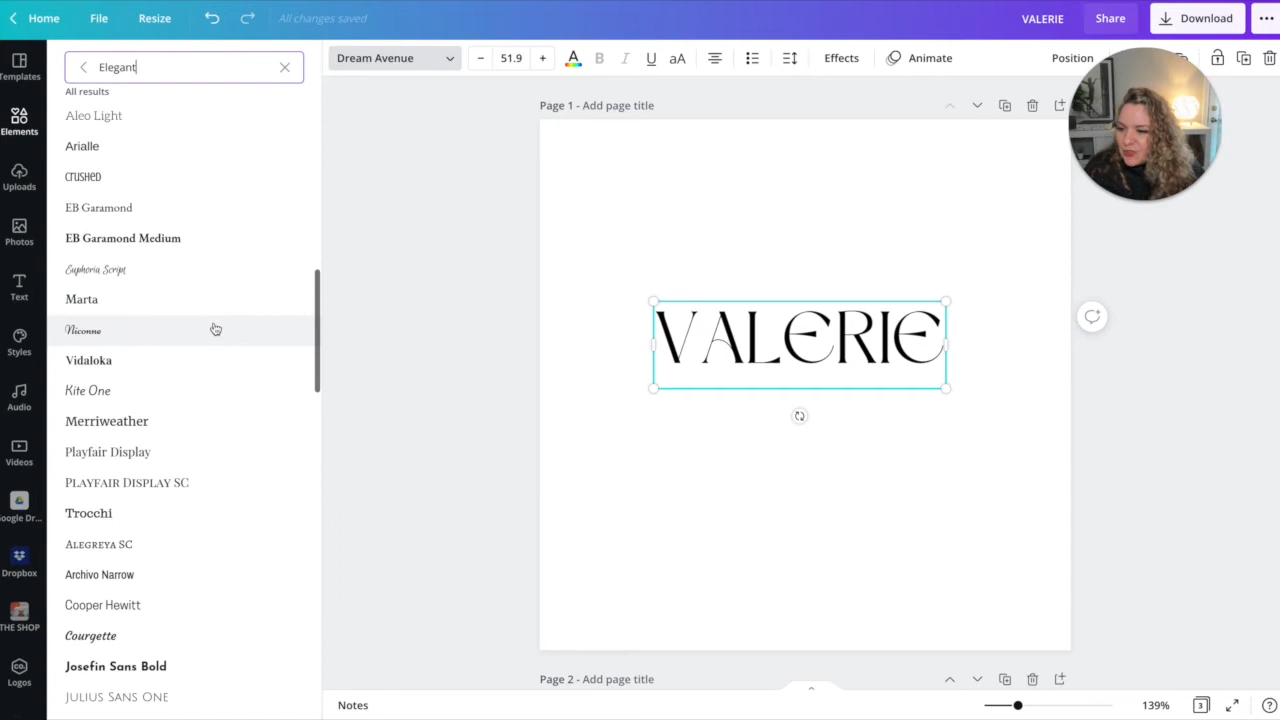 Home
File
Resize
All changes saved
VALERIE
Share
Download
Elegant
Dream Avenue
51.9
A
B
I
U
aA
Effects
Animate
Position
Templates
Elements
Uploads
Photos
Text
Styles
Audio
Videos
Google Dr...
Dropbox
THE SHOP
Logos
All results
Aleo Light
Arialle
CRUSHED
EB Garamond
EB Garamond Medium
Euphoria Script
Marta
Niconne
Vidaloka
Kite One
Merriweather
Playfair Display
PLAYFAIR DISPLAY SC
Trocchi
ALEGREYA SC
Archivo Narrow
Cooper Hewitt
Courgette
Josefin Sans Bold
JULIUS SANS ONE
Page 1 - Add page title
VALERIE
Page 2 - Add page title
Notes
139%
3